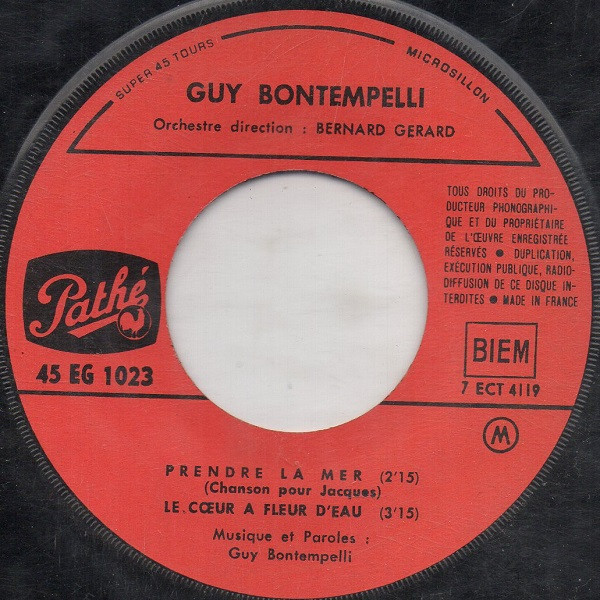 SUPER 45 TOURS
MICROSILLON
GUY BONTEMPELLI
Orchestre direction : BERNARD GERARD
TOUS DROITS DU PRO-
DUCTEUR PHONOGRAPHI-
QUE ET DU PROPRIÉTAIRE
DE L'ŒUVRE ENREGISTRÉE
RÉSERVÉS ● DUPLICATION,
EXÉCUTION PUBLIQUE, RADIO-
DIFFUSION DE CE DISQUE IN-
TERDITES ● MADE IN FRANCE
Pathé
45 EG 1023
BIEM
7 ECT 4119
M
PRENDRE LA MER (2'15)
(Chanson pour Jacques)
LE CŒUR A FLEUR D'EAU (3'15)
Musique et Paroles :
Guy Bontempelli